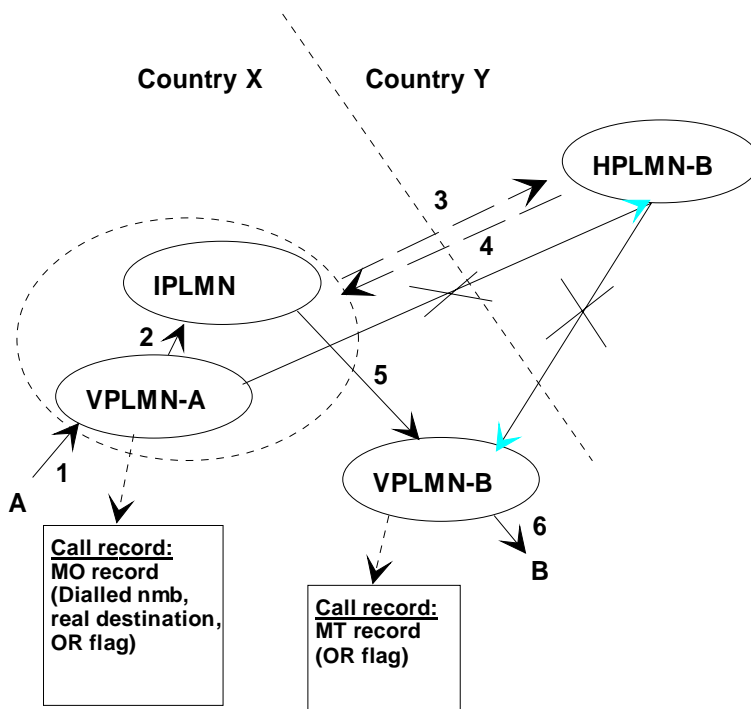 Country X
Country Y
HPLMN-B
3
4
IPLMN
2
5
VPLMN-A
1
A
VPLMN-B
6
B
Call record:
MO record
(Dialled nmb,
real destination,
OR flag)
Call record:
MT record
(OR flag)